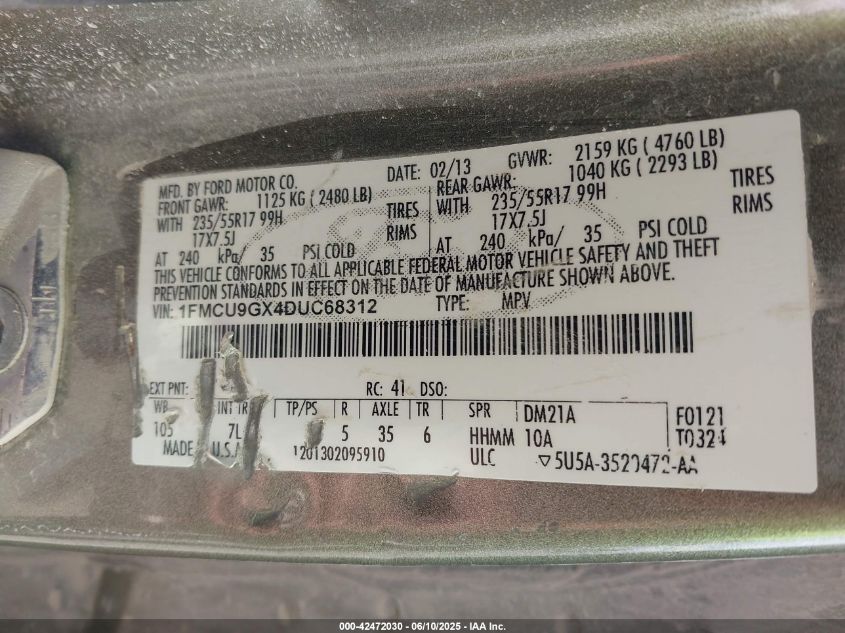 MFD. BY FORD MOTOR CO.
DATE: 02/13 GVWR: 2159 KG ( 4760 LB)
FRONT GAWR: 1125 KG ( 2480 LB) REAR GAWR: 1040 KG ( 2293 LB)
WITH 235/55R17 99H TIRES WITH 235/55R17 99H TIRES
17X7.5J RIMS 17X7.5J RIMS
AT 240 kPa/ 35 PSI COLD AT 240 kPa/ 35 PSI COLD
THIS VEHICLE CONFORMS TO ALL APPLICABLE FEDERAL MOTOR VEHICLE SAFETY AND THEFT
PREVENTION STANDARDS IN EFFECT ON THE DATE OF MANUFACTURE SHOWN ABOVE.
VIN: 1FMCU9GX4DUC68312 TYPE: MPV
EXT PNT: RC: 41 DSO:
WB INT TR TP/PS R AXLE TR SPR DM21A F0121
105 7L 5 35 6 HHMM 10A T0324
MADE U.S.A 1201302095910 ULC ▽5U5A-3520472-AA
000-42472030 - 06/10/2025 - IAA Inc.